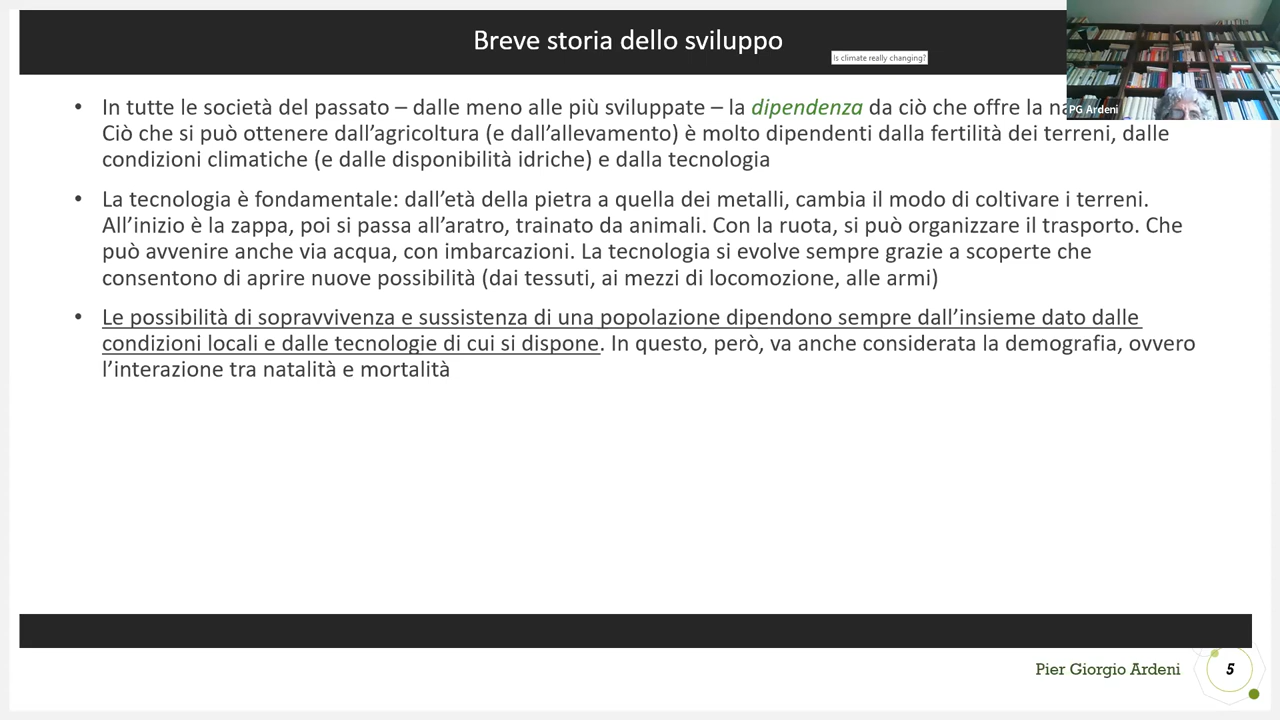 Breve storia dello sviluppo
Is climate really changing?
PG Ardeni
• In tutte le società del passato – dalle meno alle più sviluppate – la dipendenza da ciò che offre la
Ciò che si può ottenere dall’agricoltura (e dall’allevamento) è molto dipendenti dalla fertilità dei terreni, dalle
condizioni climatiche (e dalle disponibilità idriche) e dalla tecnologia
• La tecnologia è fondamentale: dall’età della pietra a quella dei metalli, cambia il modo di coltivare i terreni.
All’inizio è la zappa, poi si passa all’aratro, trainato da animali. Con la ruota, si può organizzare il trasporto. Che
può avvenire anche via acqua, con imbarcazioni. La tecnologia si evolve sempre grazie a scoperte che
consentono di aprire nuove possibilità (dai tessuti, ai mezzi di locomozione, alle armi)
• Le possibilità di sopravvivenza e sussistenza di una popolazione dipendono sempre dall’insieme dato dalle
condizioni locali e dalle tecnologie di cui si dispone. In questo, però, va anche considerata la demografia, ovvero
l’interazione tra natalità e mortalità
Pier Giorgio Ardeni
5